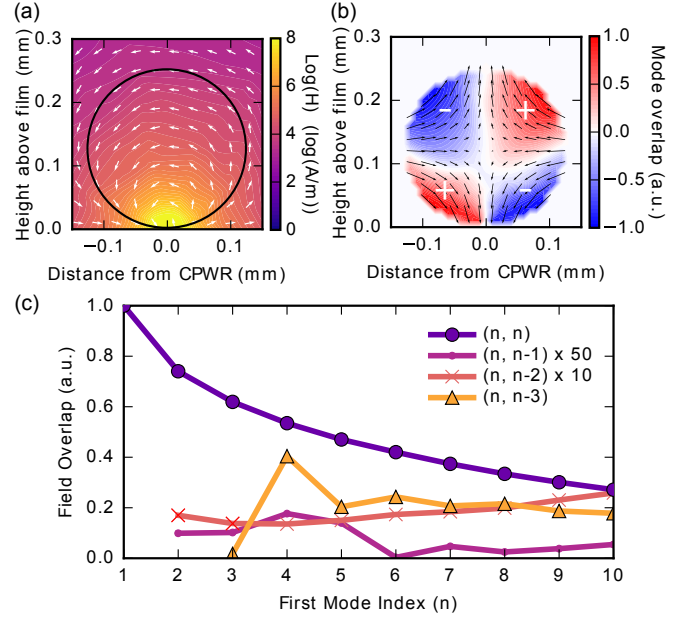 (a)
(b)
Height above film (mm)
0.3
0.2
0.1
0.0
−0.1 0.0 0.1
Distance from CPWR (mm)
8
6
4
2
0
Log(H) (log(A/m))
Height above film (mm)
0.3
0.2
0.1
0.0
− +
+ −
−0.1 0.0 0.1
Distance from CPWR (mm)
1.0
0.5
0.0
−0.5
−1.0
Mode overlap (a.u.)
(c)
Field Overlap (a.u.)
1.0
0.8
0.6
0.4
0.2
0.0
(n, n)
(n, n-1) x 50
(n, n-2) x 10
(n, n-3)
1 2 3 4 5 6 7 8 9 10
First Mode Index (n)